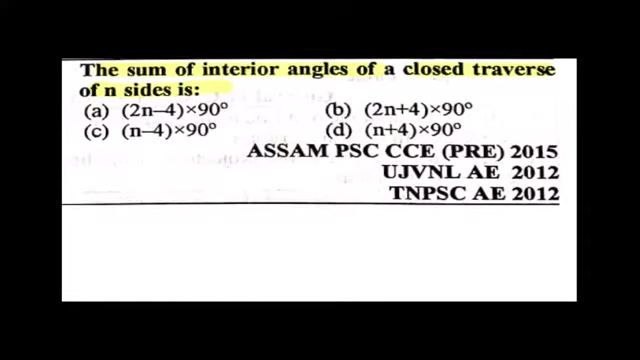 The sum of interior angles of a closed traverse
of n sides is:
(a) (2n–4)×90° (b) (2n+4)×90°
(c) (n–4)×90° (d) (n+4)×90°
ASSAM PSC CCE (PRE) 2015
UJVNL AE 2012
TNPSC AE 2012